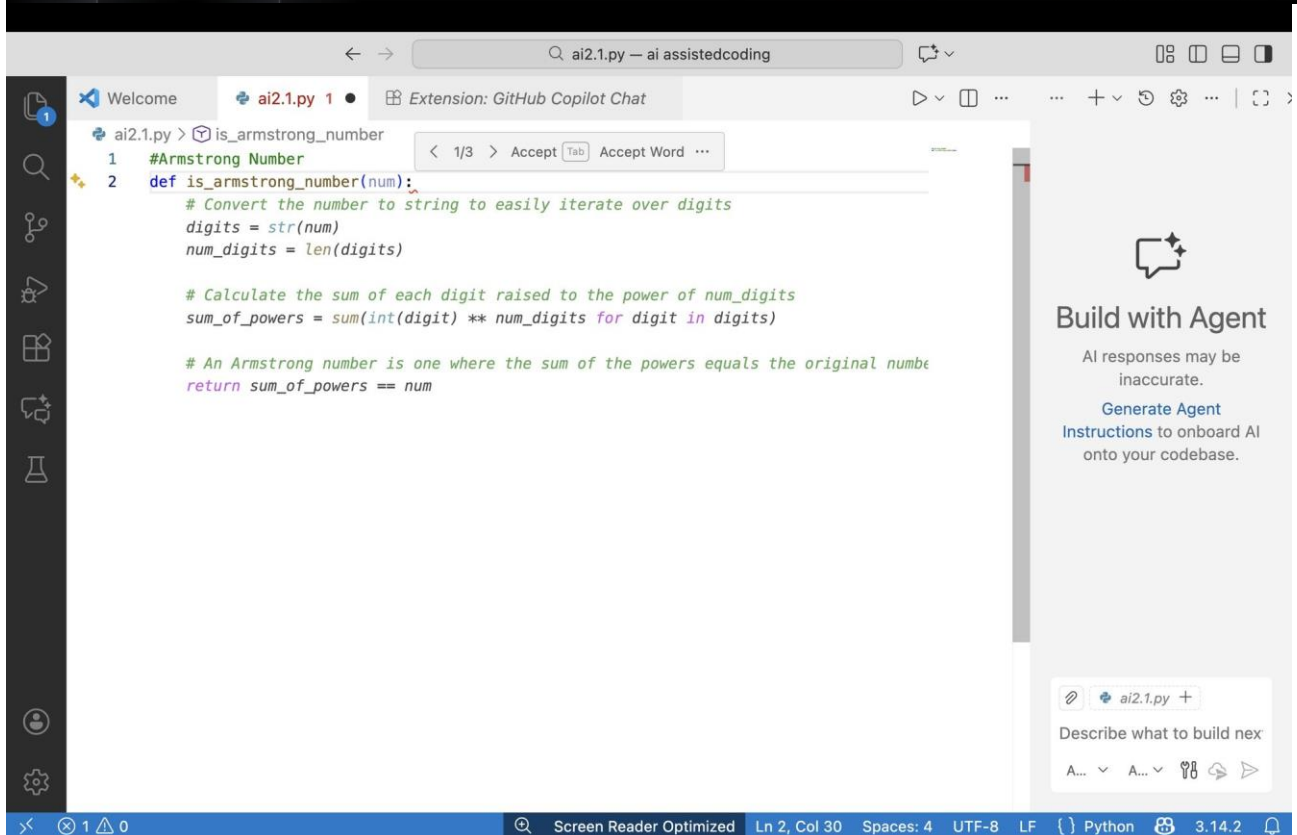 ai2.1.py — ai assistedcoding
Welcome
ai2.1.py 1
Extension: GitHub Copilot Chat
ai2.1.py > is_armstrong_number
1/3 Accept Tab Accept Word ...
1 #Armstrong Number
2 def is_armstrong_number(num):
# Convert the number to string to easily iterate over digits
digits = str(num)
num_digits = len(digits)
# Calculate the sum of each digit raised to the power of num_digits
sum_of_powers = sum(int(digit) ** num_digits for digit in digits)
# An Armstrong number is one where the sum of the powers equals the original numbe
return sum_of_powers == num
1
Build with Agent
AI responses may be
inaccurate.
Generate Agent
Instructions to onboard AI
onto your codebase.
ai2.1.py +
Describe what to build nex
A... A...
1 0
Screen Reader Optimized Ln 2, Col 30 Spaces: 4 UTF-8 LF { } Python 3.14.2